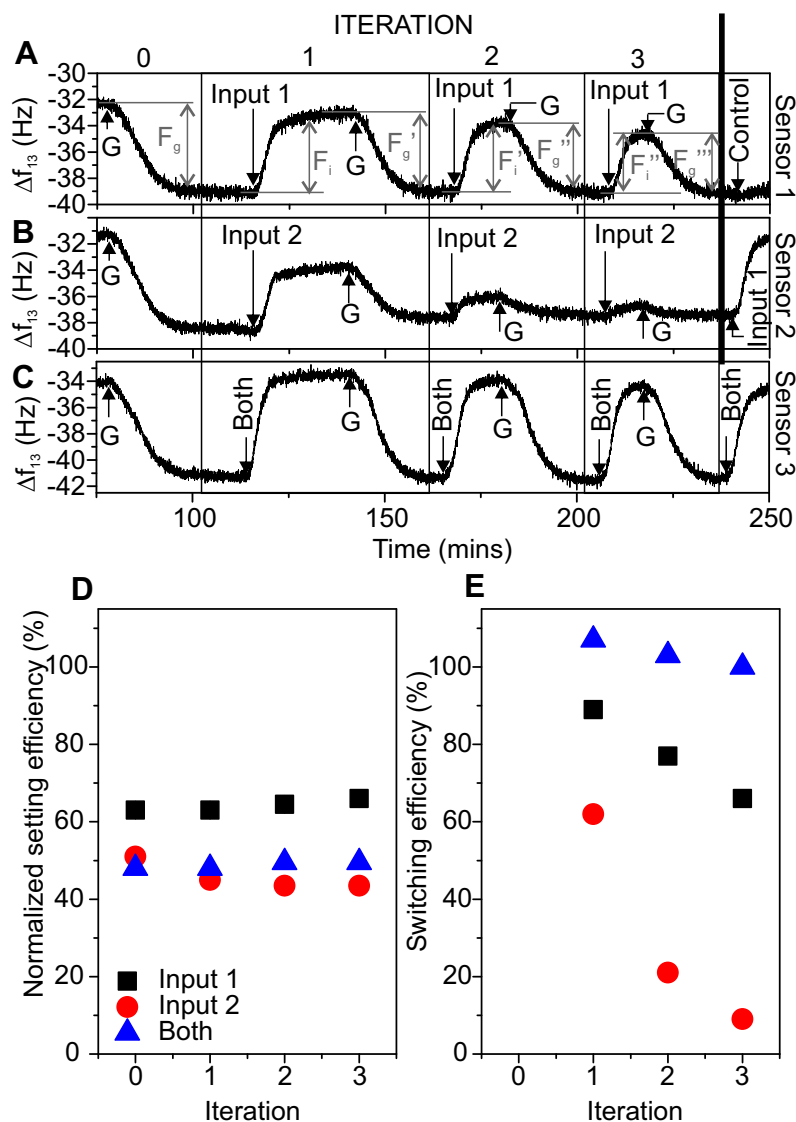 ITERATION
0 1 2 3
A
-30
-32
-34
-36
-38
-40
Δf13 (Hz)
G
Fg
Input 1
Fi
G
Fg'
Input 1
Fi'
G
Fg''
Input 1
Fi''
G
Fg'''
Control
Sensor 1
B
-32
-34
-36
-38
-40
Δf13 (Hz)
G
Input 2
G
Input 2
G
Input 2
G
Input 1
Sensor 2
C
-34
-36
-38
-40
-42
Δf13 (Hz)
G
Both
G
Both
G
Both
G
Both
Sensor 3
100 150 200 250
Time (mins)
D
Normalized setting efficiency (%)
100
80
60
40
20
0
Input 1
Input 2
Both
0 1 2 3
Iteration
E
Switching efficiency (%)
100
80
60
40
20
0
0 1 2 3
Iteration